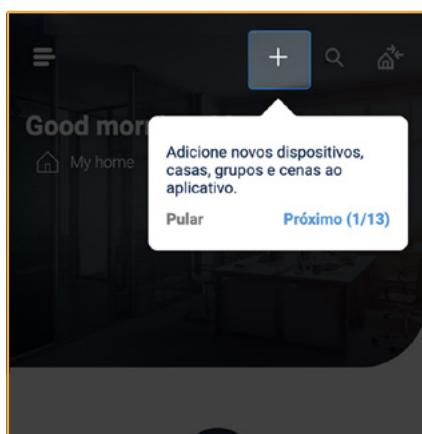 Good mor
My home
Adicione novos dispositivos,
casas, grupos e cenas ao
aplicativo.
Pular
Próximo (1/13)